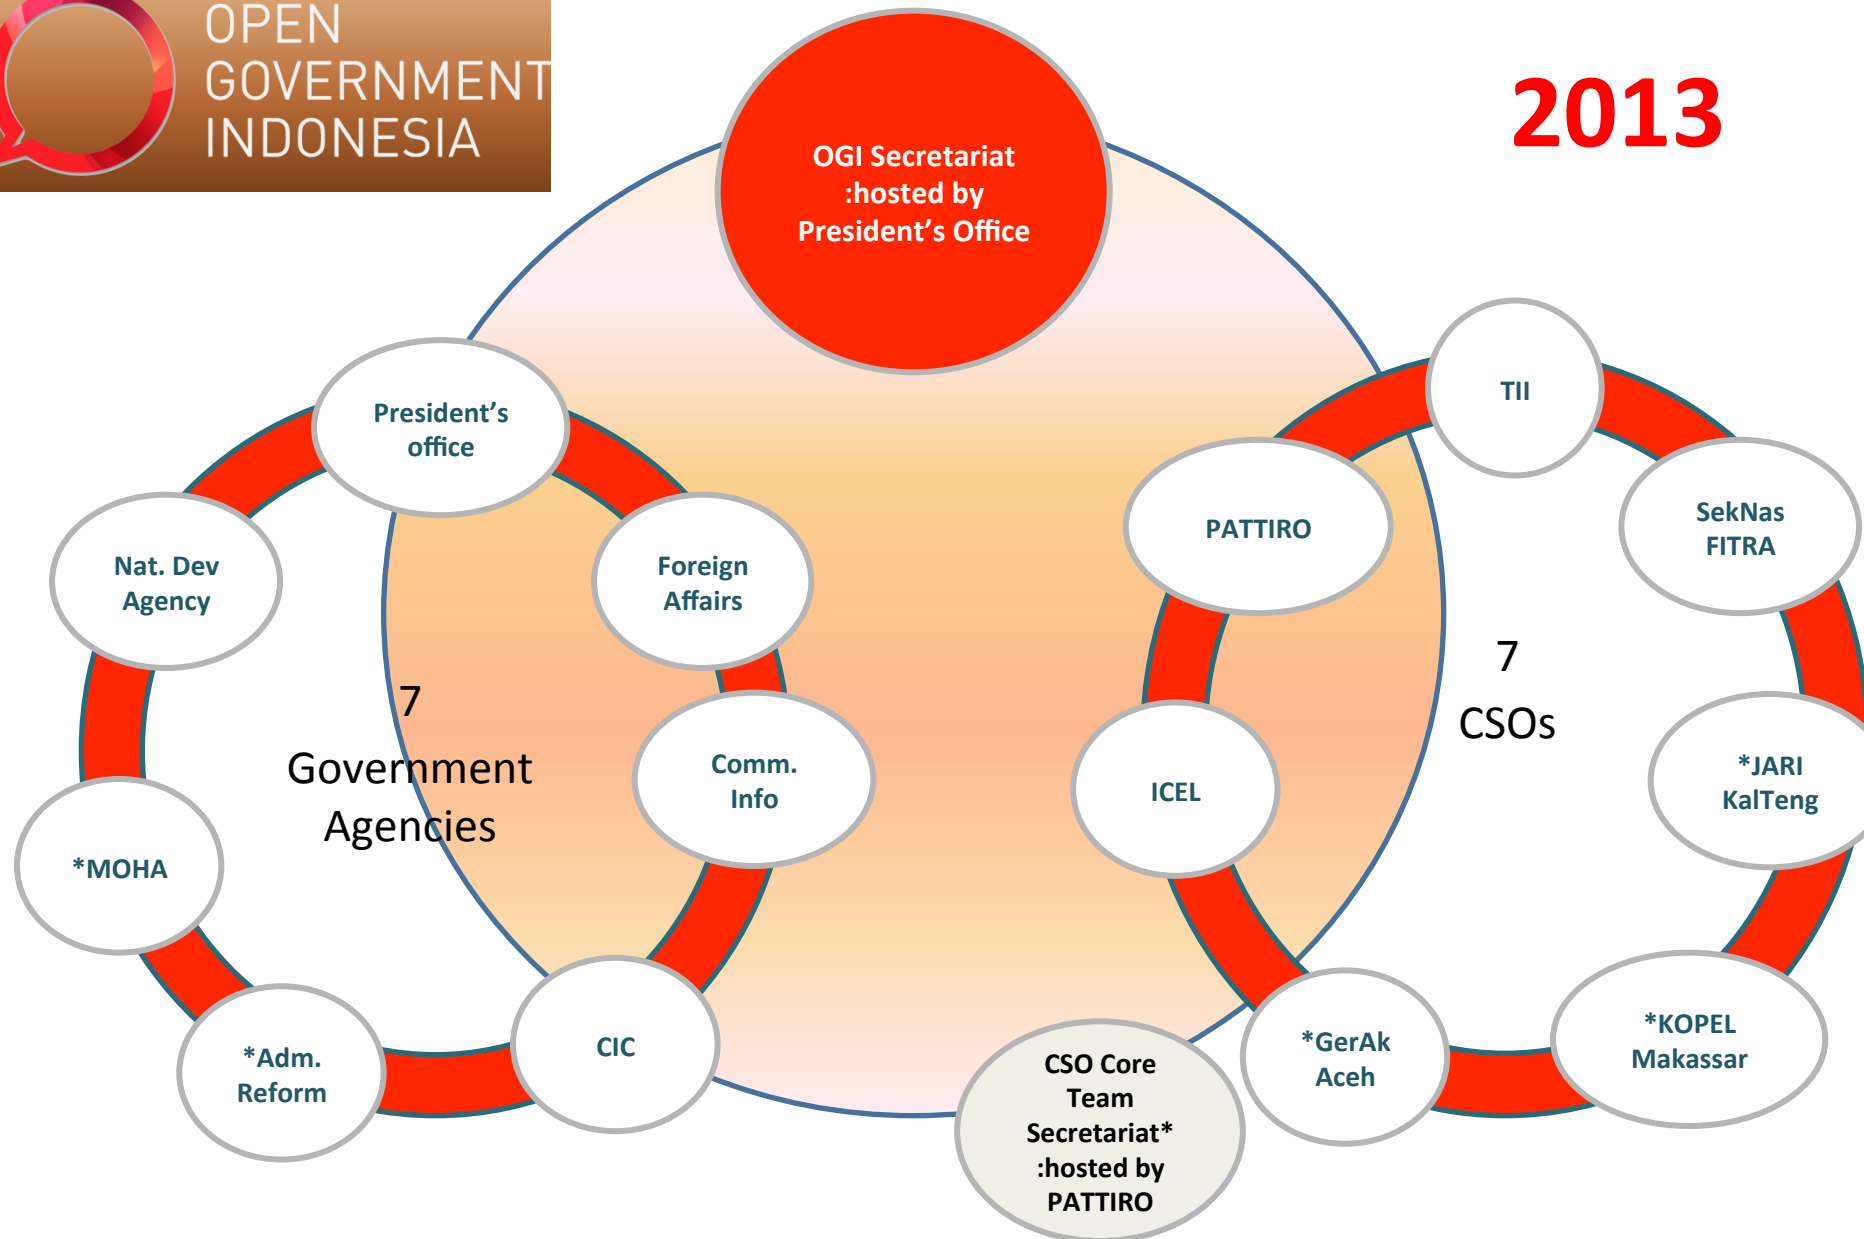 OPEN
GOVERNMENT
INDONESIA
2013
OGI Secretariat
:hosted by
President’s Office
President’s
office
Nat. Dev
Agency
Foreign
Affairs
7
Government
Agencies
Comm.
Info
*MOHA
*Adm.
Reform
CIC
TII
PATTIRO
SekNas
FITRA
7
CSOs
ICEL
*JARI
KalTeng
*GerAk
Aceh
*KOPEL
Makassar
CSO Core
Team
Secretariat*
:hosted by
PATTIRO